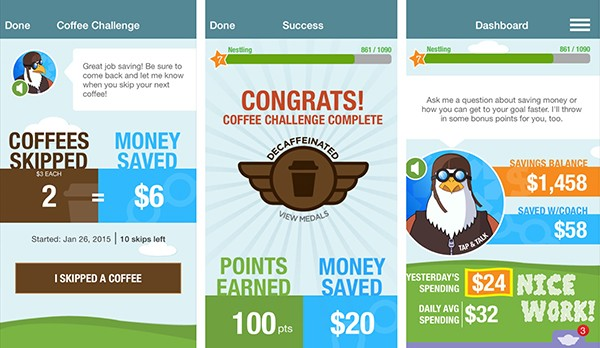 Done
Coffee Challenge
Great job saving! Be sure to
come back and let me know
when you skip your next
coffee!
COFFEES
SKIPPED
MONEY
SAVED
$3 EACH
2
=
$6
Started: Jan 26, 2015 | 10 skips left
I SKIPPED A COFFEE
Done
Success
7
Nestling
861 / 1090
CONGRATS!
COFFEE CHALLENGE COMPLETE
DECAFFEINATED
VIEW MEDALS
POINTS
EARNED
MONEY
SAVED
100 pts
$20
Dashboard
7
Nestling
861 / 1090
Ask me a question about saving money or
how you can get to your goal faster. I'll throw
in some bonus points for you, too.
SAVINGS BALANCE
$1,458
SAVED W/COACH
$58
TAP & TALK
YESTERDAY'S
SPENDING
$24
DAILY AVG
SPENDING
$32
NICE
WORK!
3